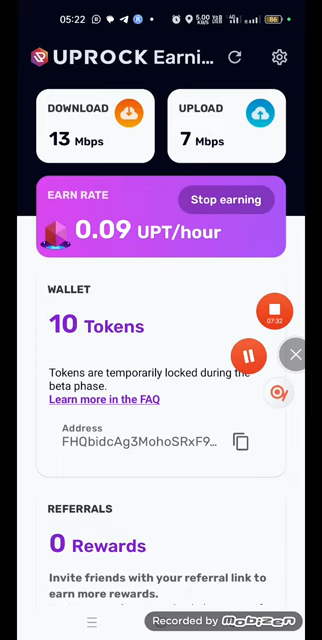 05:22
5.00
KB/S
4G
86
UPROCK Earni...
DOWNLOAD
13 Mbps
UPLOAD
7 Mbps
EARN RATE
Stop earning
0.09 UPT/hour
WALLET
10 Tokens
07:32
Tokens are temporarily locked during the
beta phase.
Learn more in the FAQ
Address
FHQbidcAg3MohoSRxF9...
REFERRALS
0 Rewards
Invite friends with your referral link to
earn more rewards.
Recorded by mobizen